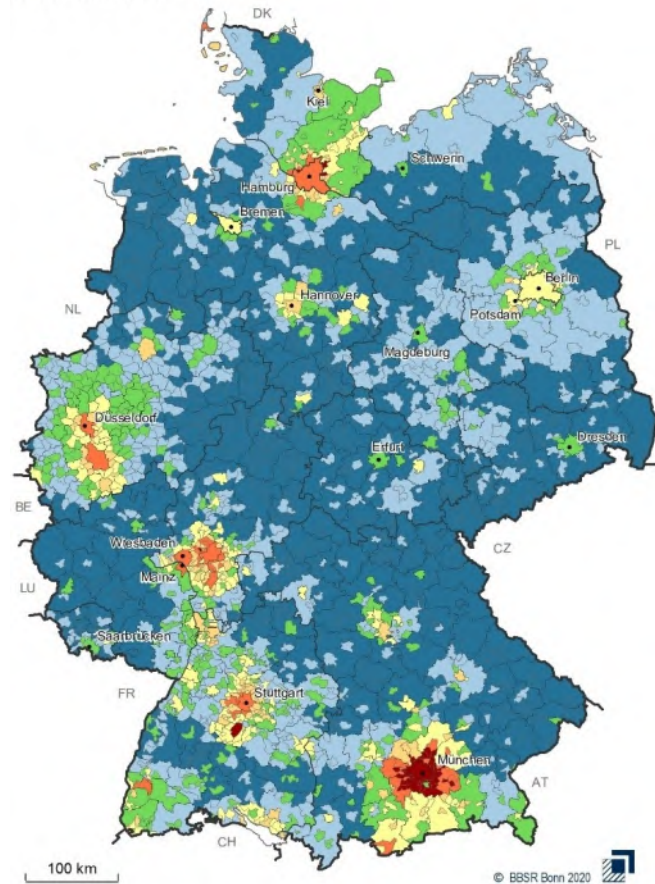 DK
Kiel
Schwerin
Hamburg
Bremen
PL
Berlin
Hannover
NL
Potsdam
Magdeburg
Düsseldorf
Erfurt
Dresden
BE
Wiesbaden
CZ
LU
Mainz
Saarbrücken
FR
Stuttgart
München
AT
CH
100 km
© BBSR Bonn 2020